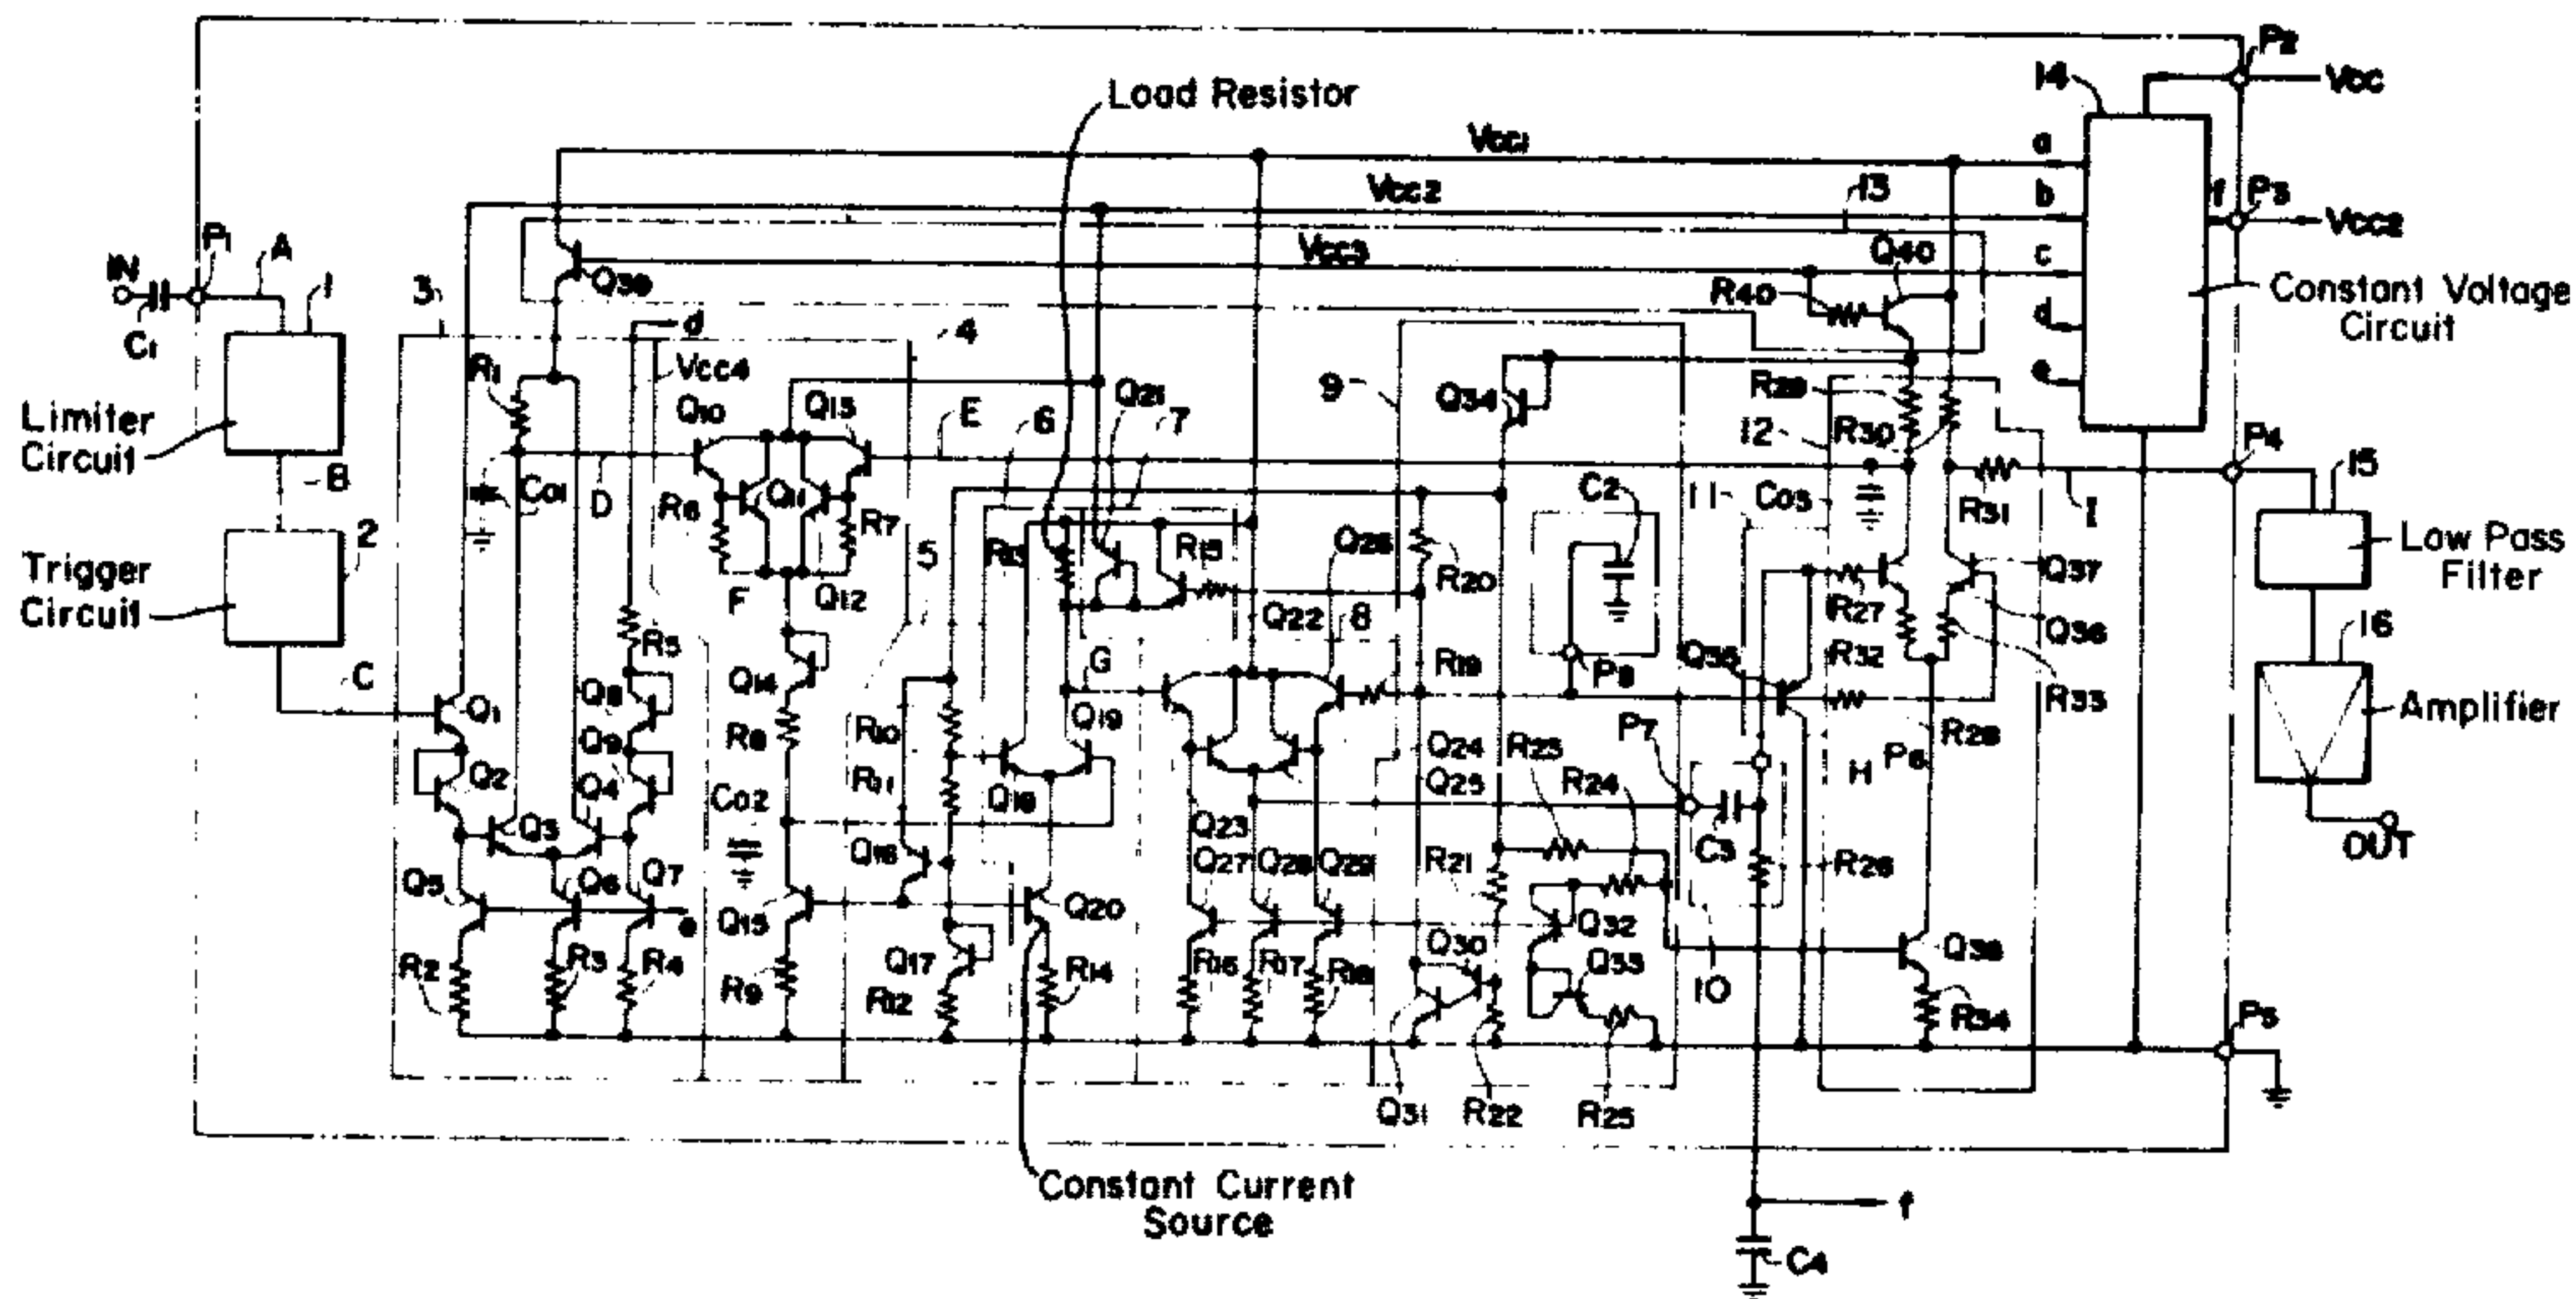 Load Resistor
P2
14
Vcc
Vcc1
a
Vcc2
13
b
f
P3
Vcc2
P1
A
IN
Vcc3
c
Q40
Q39
C1
1
3
R40
Constant Voltage
Circuit
d
4
d
Vcc4
R1
9
Q34
R29
e
Limiter
Circuit
Q10
Q13
Q21
7
E
6
12
R30
P4
B
C01
D
R6
Q11
R7
C2
11
C03
R31
I
15
2
Trigger
Circuit
5
R13
R15
Q26
R20
Low Pass
Filter
F
Q12
Q22
8
R27
Q37
Q36
16
R5
G
R19
P8
Q35
R32
C
Q1
Q8
Q14
R10
Q19
P7
R33
Amplifier
Q2
Q9
Q4
R8
R11
Q18
Q24
Q25
R23
R24
H
P6
R28
C02
Q3
Q16
Q23
C3
R26
OUT
Q5
Q6
Q7
e
Q15
Q20
Q27
Q28
Q29
R21
Q32
Q38
R2
R3
R4
R9
Q17
R12
R14
R16
R17
R18
Q30
Q33
10
R34
P5
Q31
R22
R25
Constant Current
Source
f
C4